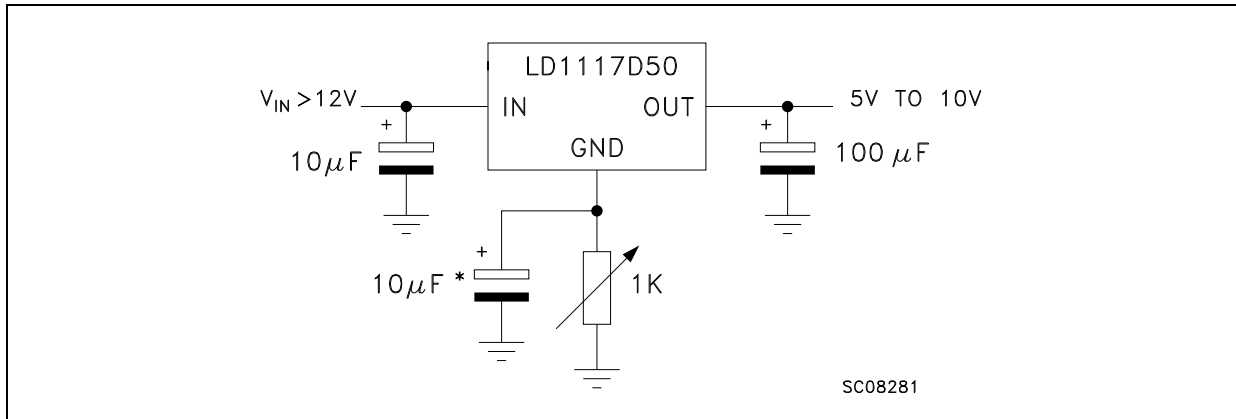 LD1117D50
V_IN >12V
IN
OUT
5V TO 10V
+
10μF
GND
+
100 μF
+
10μF *
1K
SC08281